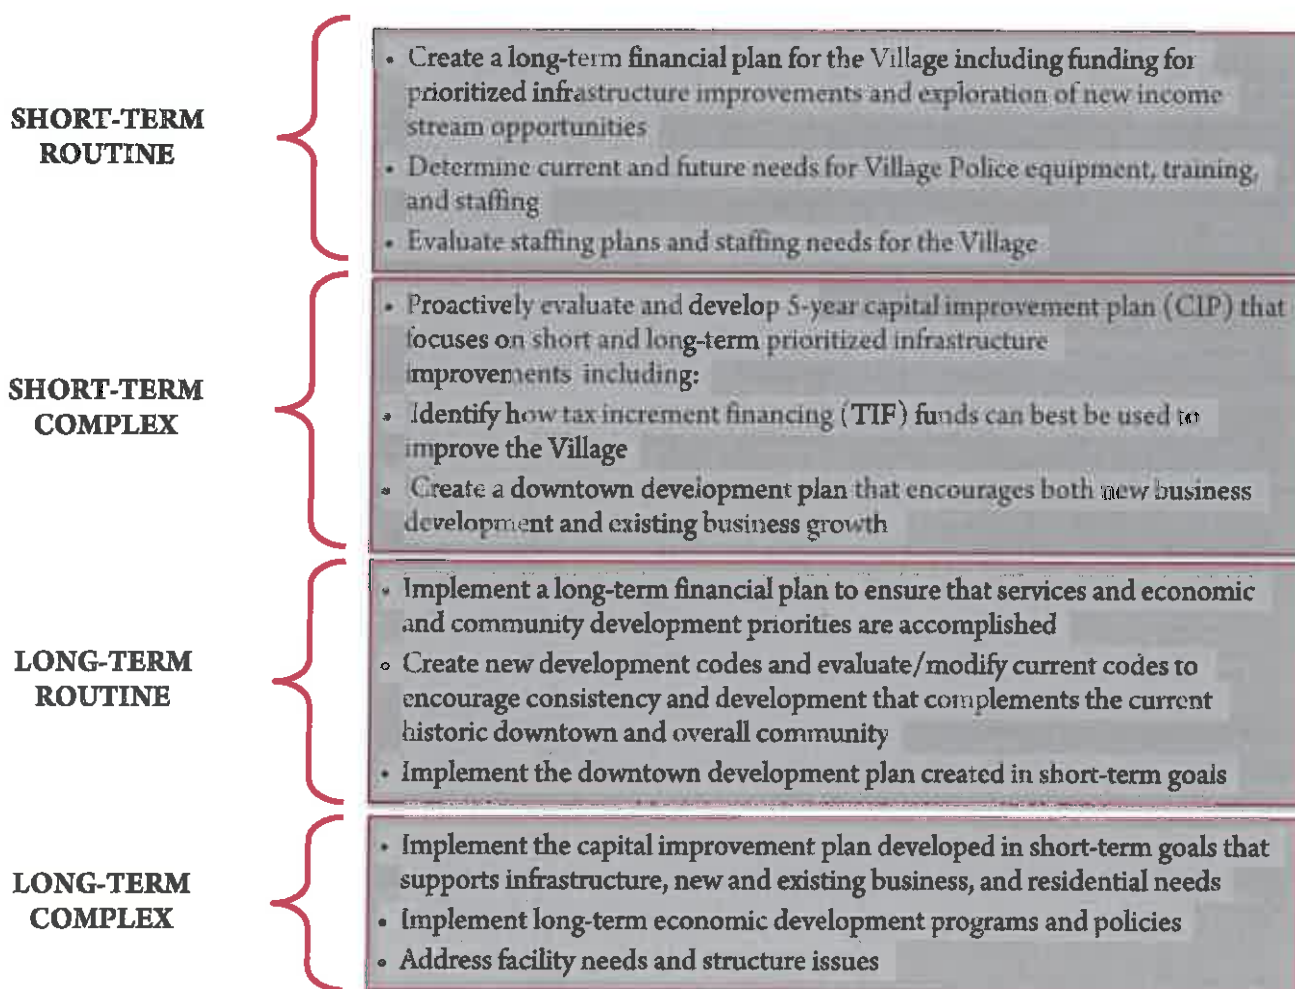 SHORT-TERM
ROUTINE
• Create a long-term financial plan for the Village including funding for
prioritized infrastructure improvements and exploration of new income
stream opportunities
• Determine current and future needs for Village Police equipment, training,
and staffing
• Evaluate staffing plans and staffing needs for the Village
SHORT-TERM
COMPLEX
• Proactively evaluate and develop 5-year capital improvement plan (CIP) that
focuses on short and long-term prioritized infrastructure
improvements including:
• Identify how tax increment financing (TIF) funds can best be used to
improve the Village
• Create a downtown development plan that encourages both new business
development and existing business growth
LONG-TERM
ROUTINE
• Implement a long-term financial plan to ensure that services and economic
and community development priorities are accomplished
• Create new development codes and evaluate/modify current codes to
encourage consistency and development that complements the current
historic downtown and overall community
• Implement the downtown development plan created in short-term goals
LONG-TERM
COMPLEX
• Implement the capital improvement plan developed in short-term goals that
supports infrastructure, new and existing business, and residential needs
• Implement long-term economic development programs and policies
• Address facility needs and structure issues